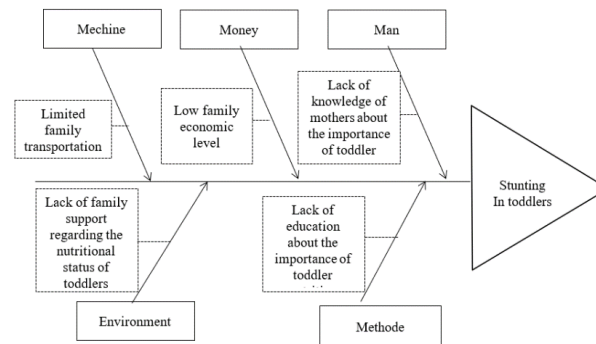 Mechine
Money
Man
Limited
family
transportation
Low family
economic
level
Lack of
knowledge of
mothers about
the importance
of toddler
Stunting
In toddlers
Lack of family
support
regarding the
nutritional
status of
toddlers
Lack of
education
about the
importance of
toddler
Environment
Methode